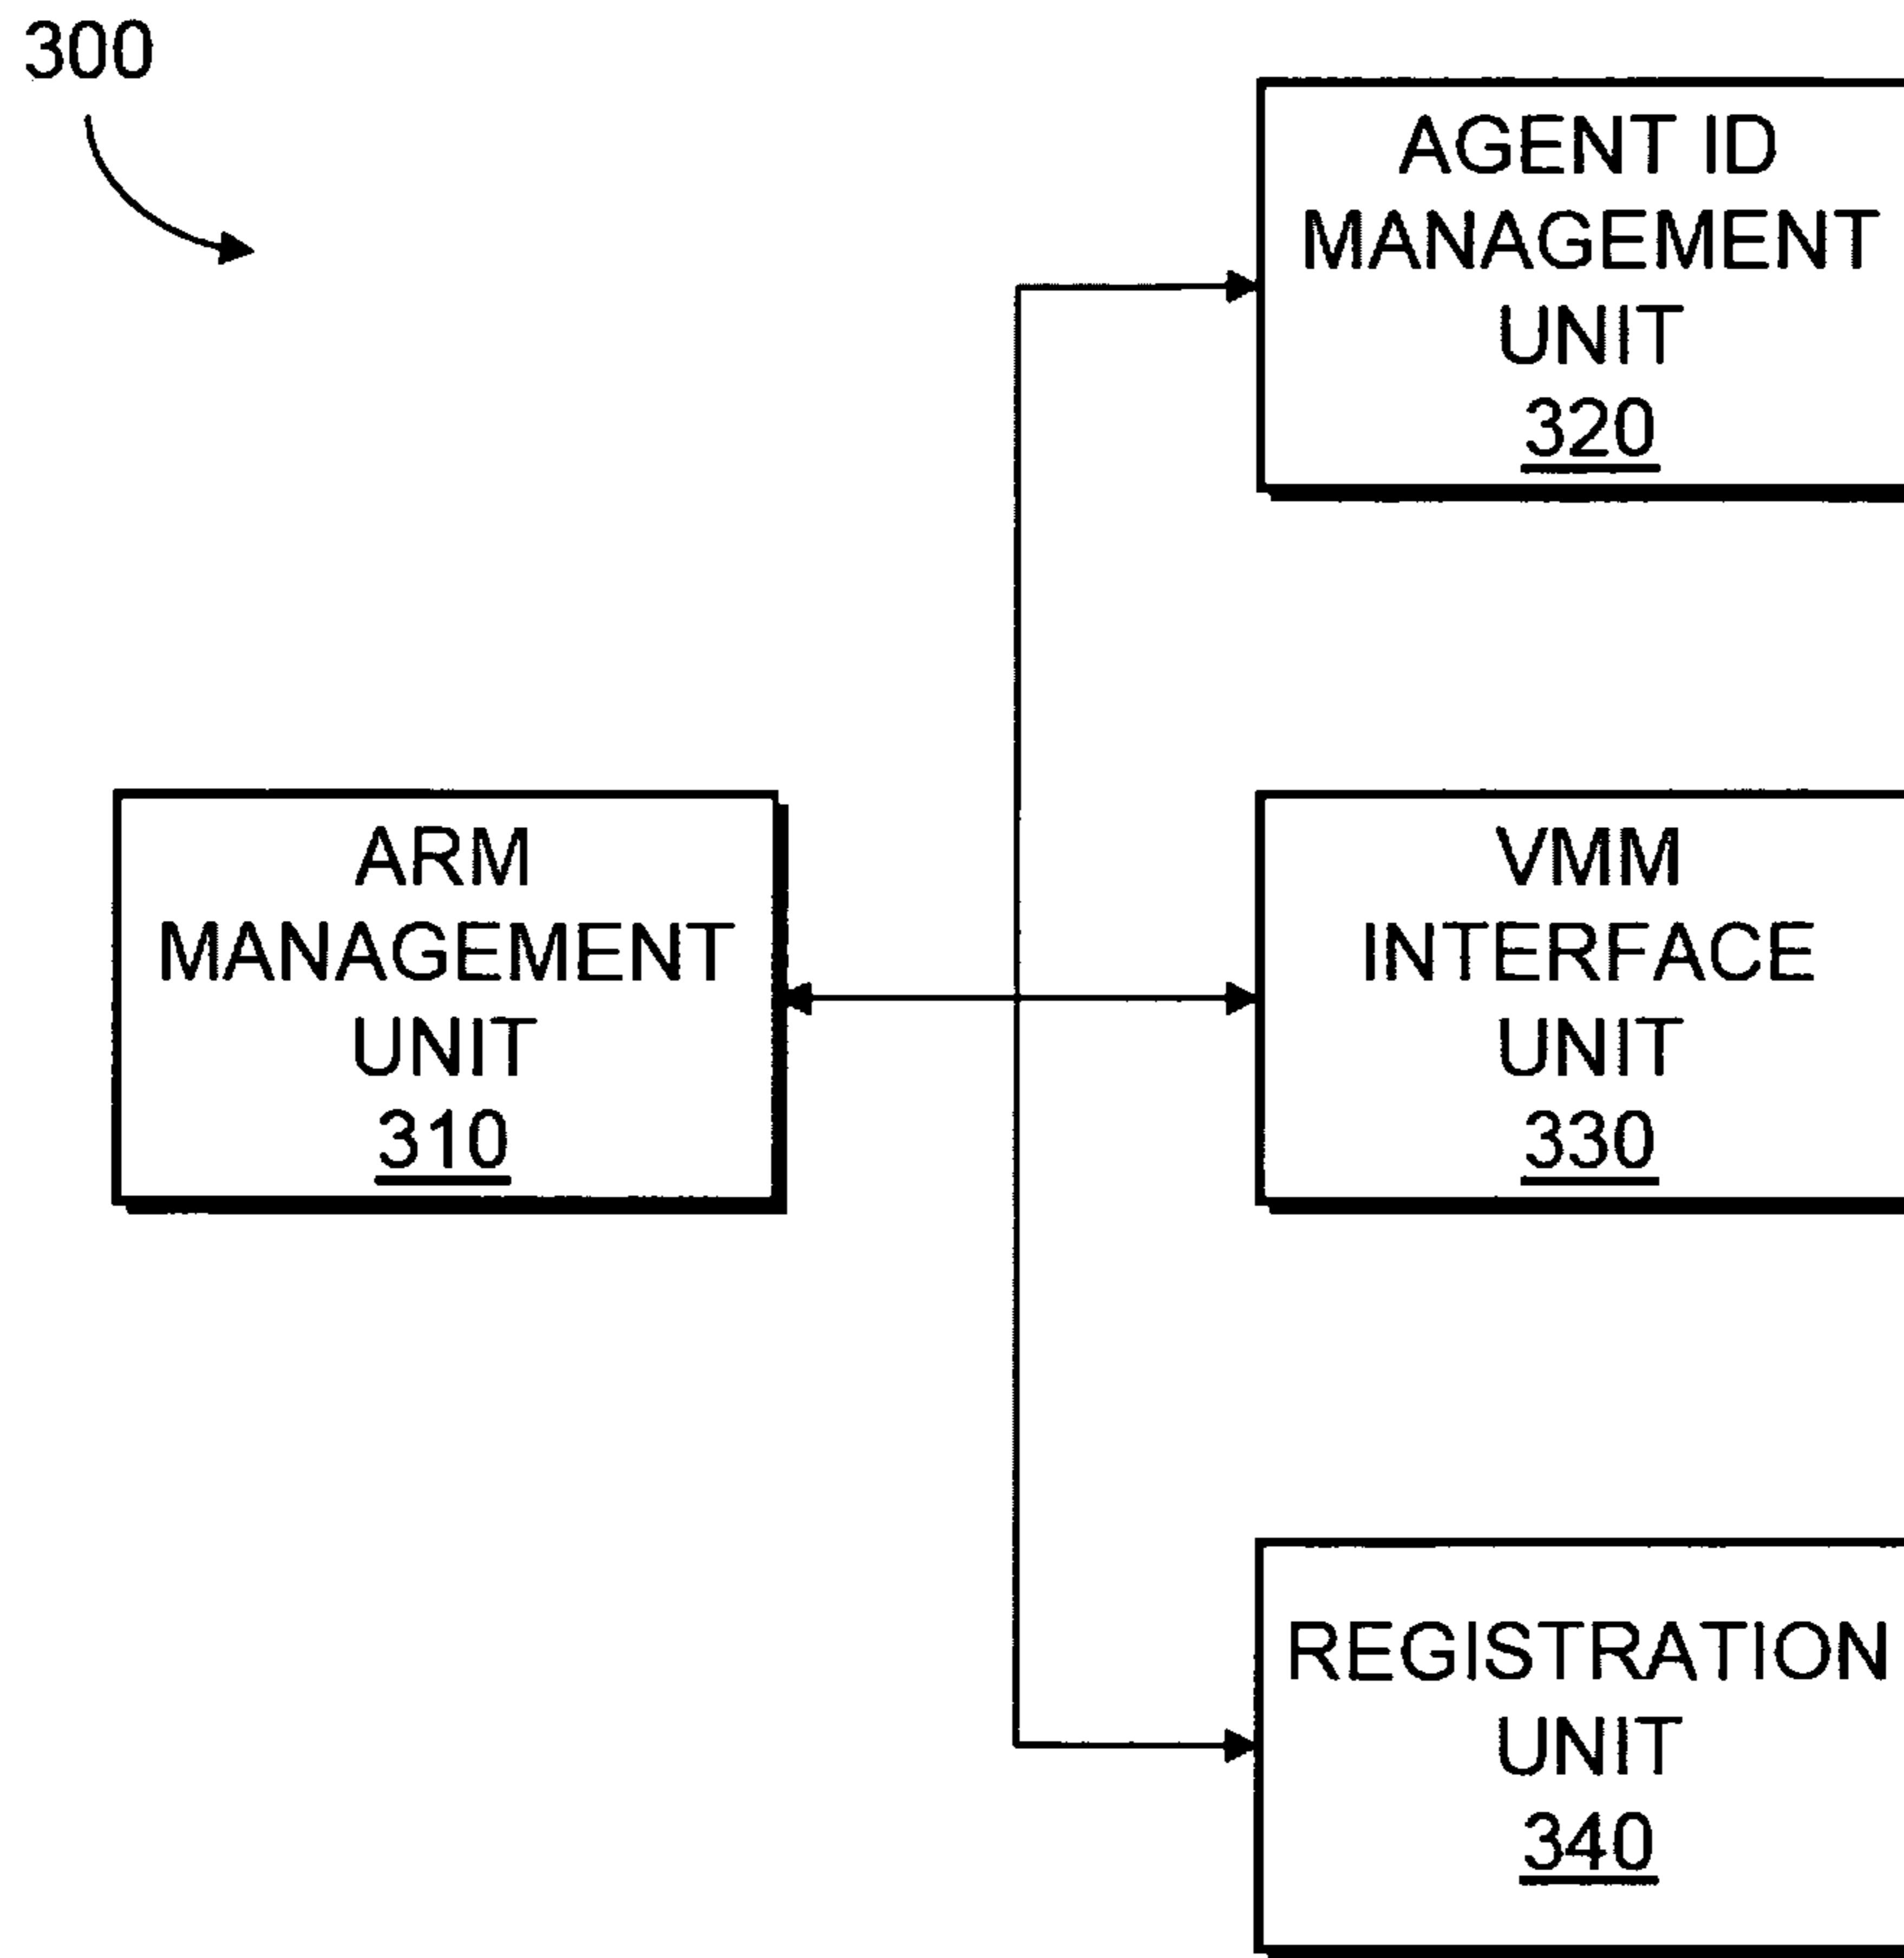 300
AGENT ID
MANAGEMENT
UNIT
320
ARM
MANAGEMENT
UNIT
310
VMM
INTERFACE
UNIT
330
REGISTRATION
UNIT
340